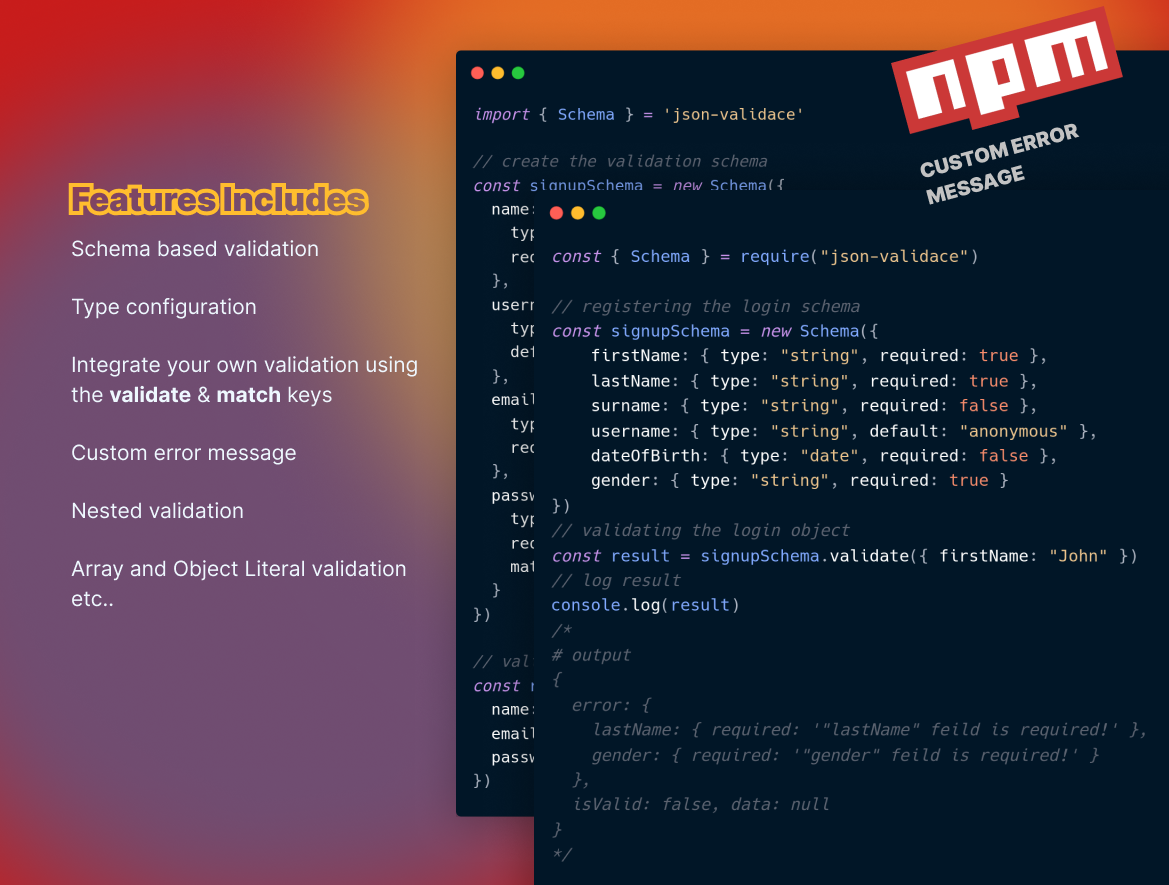 Features Includes
Schema based validation
Type configuration
Integrate your own validation using
the validate & match keys
Custom error message
Nested validation
Array and Object Literal validation
etc..
npm
CUSTOM ERROR
MESSAGE
import { Schema } = 'json-validace'
// create the validation schema
const signupSchema = new Schema({
name:
typ
req
},
usern
typ
def
},
email
typ
req
},
passw
typ
req
mat
}
})
// val
const r
name:
email
passw
})
const { Schema } = require("json-validace")
// registering the login schema
const signupSchema = new Schema({
firstName: { type: "string", required: true },
lastName: { type: "string", required: true },
surname: { type: "string", required: false },
username: { type: "string", default: "anonymous" },
dateOfBirth: { type: "date", required: false },
gender: { type: "string", required: true }
})
// validating the login object
const result = signupSchema.validate({ firstName: "John" })
// log result
console.log(result)
/*
# output
{
error: {
lastName: { required: '"lastName" feild is required!' },
gender: { required: '"gender" feild is required!' }
},
isValid: false, data: null
}
*/